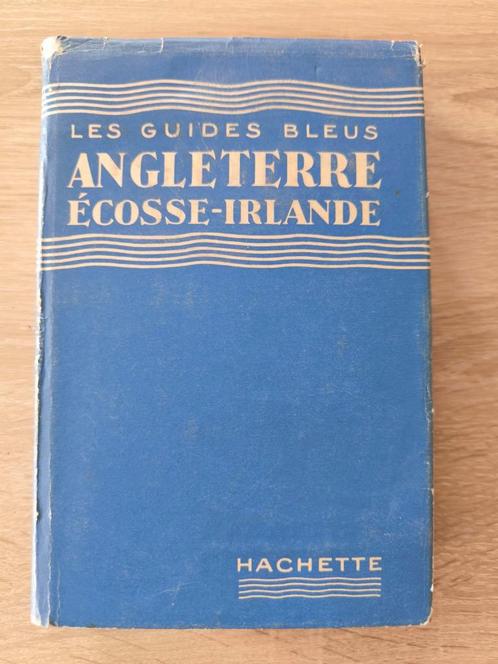 LES GUIDES BLEUS
ANGLETERRE
ÉCOSSE-IRLANDE
HACHETTE